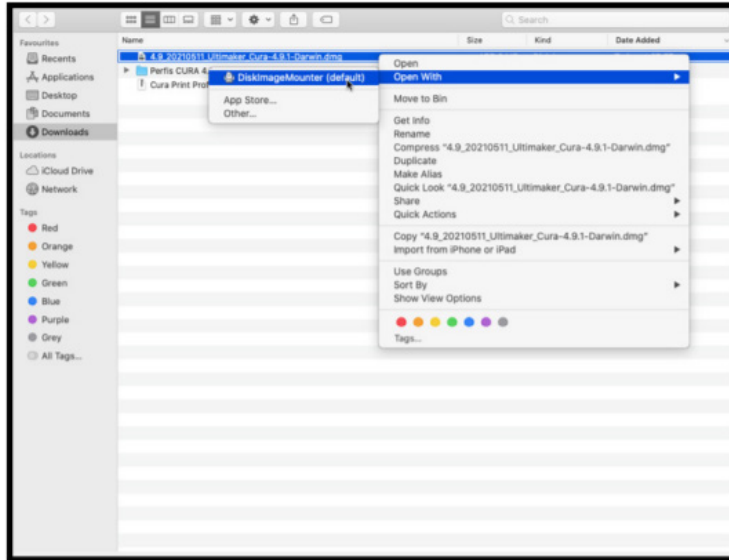 Search
Favourites
Recents
Applications
Desktop
Documents
Downloads
Locations
iCloud Drive
Network
Tags
Red
Orange
Yellow
Green
Blue
Purple
Grey
All Tags...
Name
Size
Kind
Date Added
4.9_20210511_Ultimaker_Cura-4.9.1-Darwin.dmg
Perfis CURA 4.
Cura Print Prof
DiskImageMounter (default)
App Store...
Other...
Open
Open With
Move to Bin
Get Info
Rename
Compress “4.9_20210511_Ultimaker_Cura-4.9.1-Darwin.dmg”
Duplicate
Make Alias
Quick Look “4.9_20210511_Ultimaker_Cura-4.9.1-Darwin.dmg”
Share
Quick Actions
Copy “4.9_20210511_Ultimaker_Cura-4.9.1-Darwin.dmg”
Import from iPhone or iPad
Use Groups
Sort By
Show View Options
Tags...